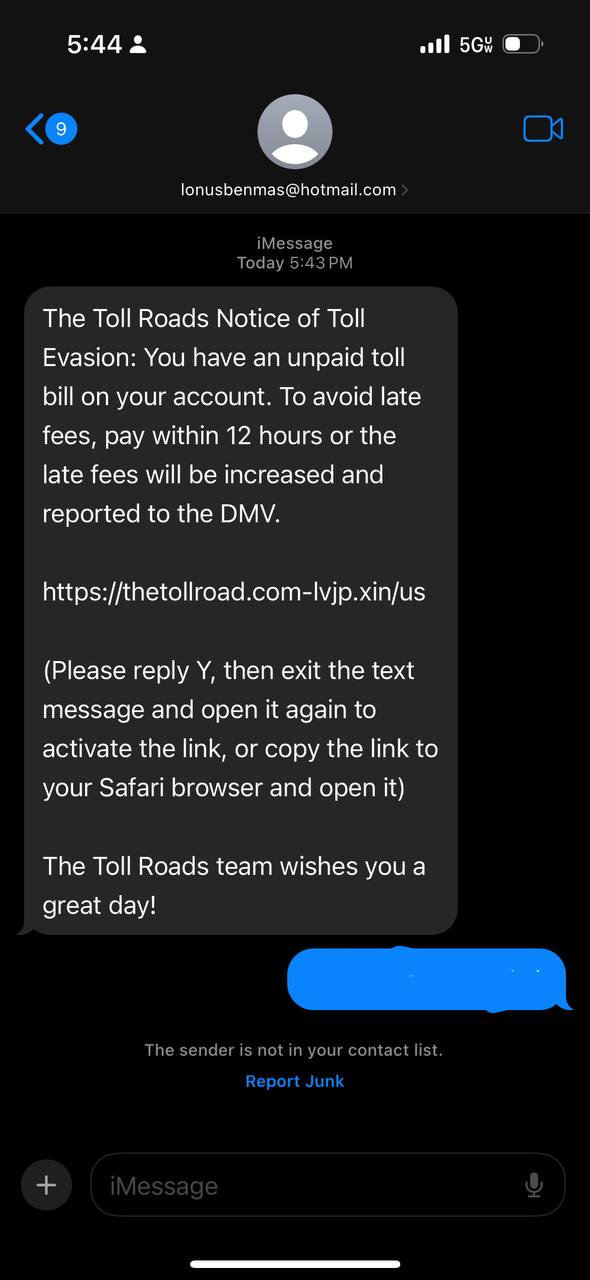 5:44
5GUW
9
lonusbenmas@hotmail.com
iMessage
Today 5:43 PM
The Toll Roads Notice of Toll
Evasion: You have an unpaid toll
bill on your account. To avoid late
fees, pay within 12 hours or the
late fees will be increased and
reported to the DMV.
https://thetollroad.com-lvjp.xin/us
(Please reply Y, then exit the text
message and open it again to
activate the link, or copy the link to
your Safari browser and open it)
The Toll Roads team wishes you a
great day!
The sender is not in your contact list.
Report Junk
iMessage